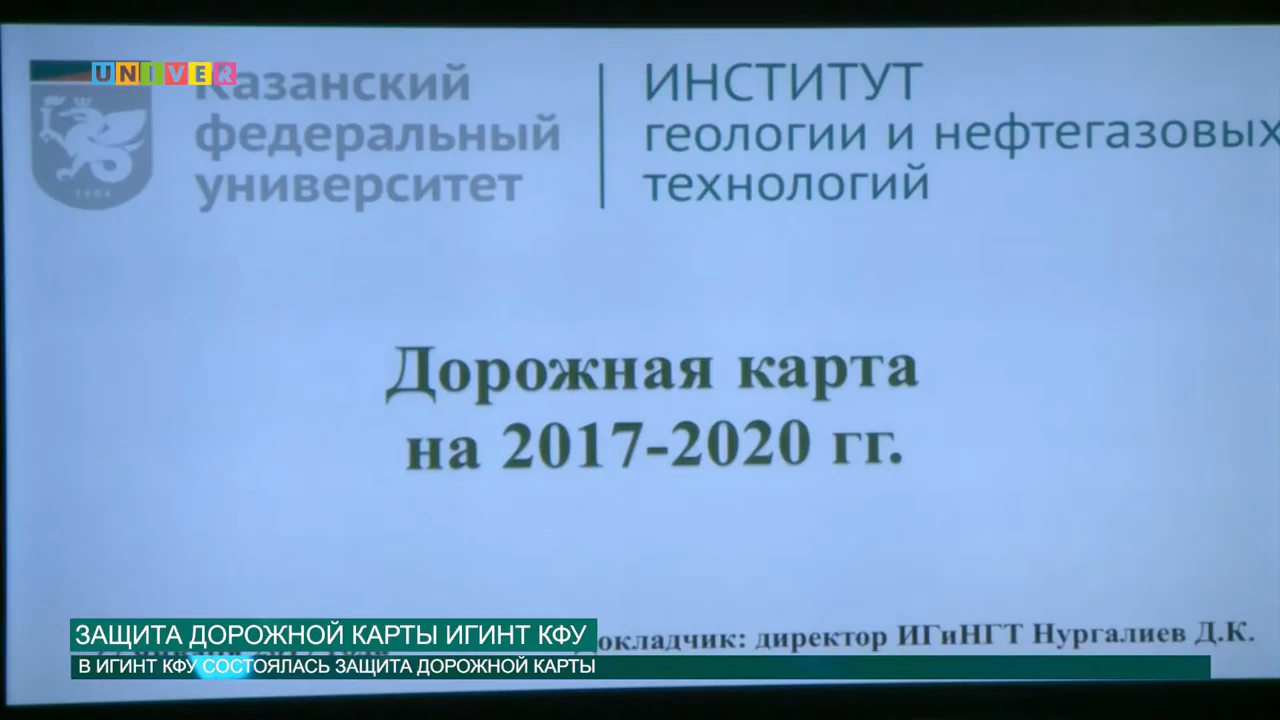 UNIVER
Казанский
федеральный
университет
1804
ИНСТИТУТ
геологии и нефтегазовых
технологий
Дорожная карта
на 2017-2020 гг.
директор ИГиНГТ Нургалиев Д.К.
ЗАЩИТА ДОРОЖНОЙ КАРТЫ ИГИНТ КФУ
В ИГИНТ КФУ СОСТОЯЛАСЬ ЗАЩИТА ДОРОЖНОЙ КАРТЫ